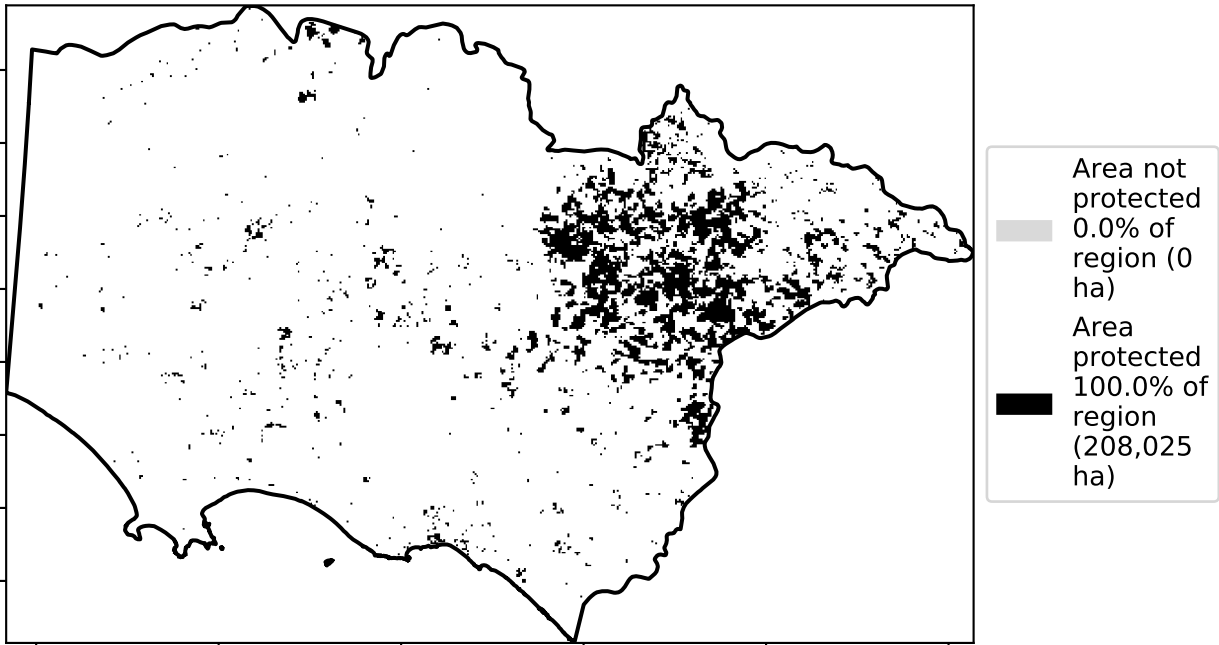 Area not
protected
0.0% of
region (0
ha)
Area
protected
100.0% of
region
(208,025
ha)